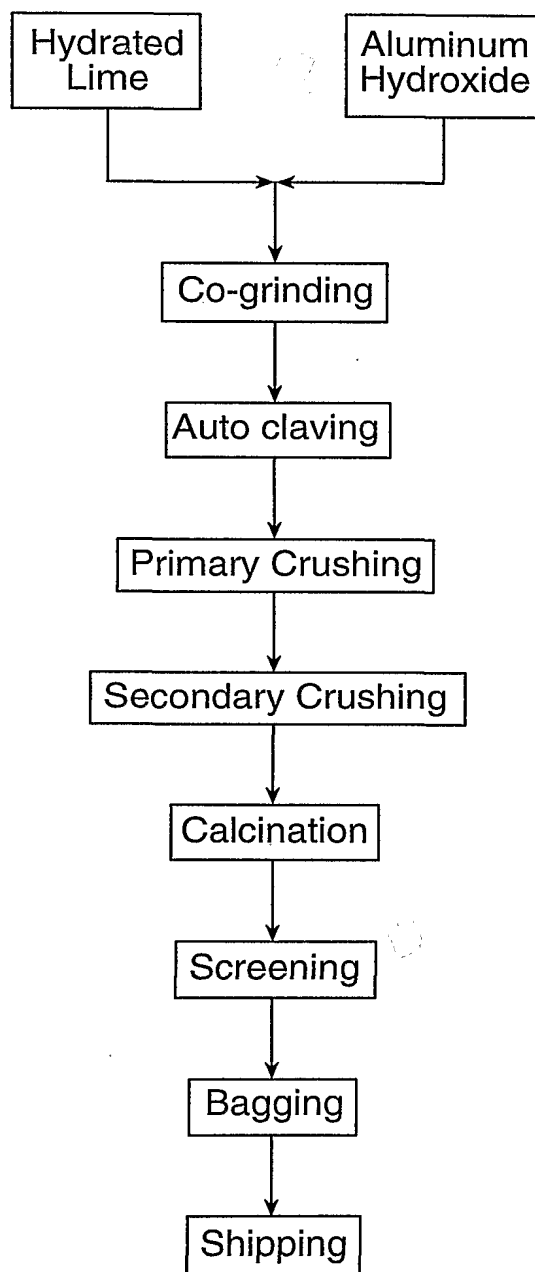 Hydrated
Lime
Aluminum
Hydroxide
Co-grinding
Auto claving
Primary Crushing
Secondary Crushing
Calcination
Screening
Bagging
Shipping